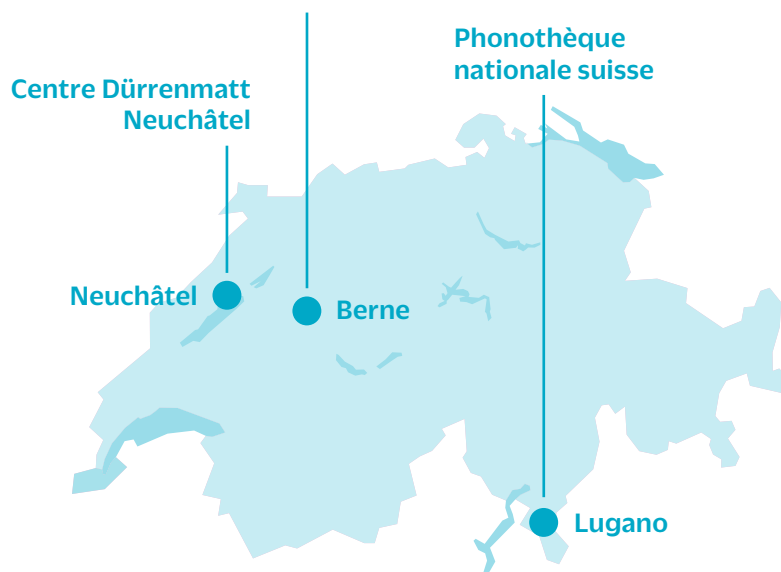 Phonothèque
nationale suisse
Centre Dürrenmatt
Neuchâtel
Neuchâtel
Berne
Lugano